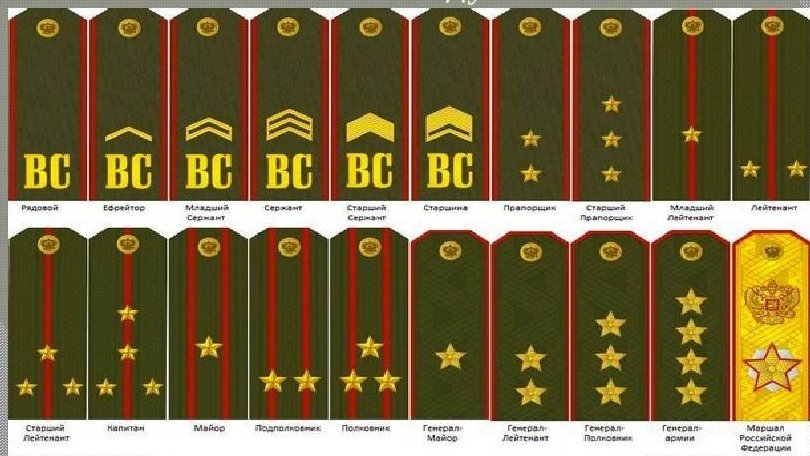 ВС ВС ВС ВС ВС ВС
Рядовой Ефрейтор Младший Сержант Сержант Старший Сержант Старшина Прапорщик Старший Прапорщик Младший Лейтенант Лейтенант
Старший Лейтенант Капитан Майор Подполковник Полковник Генерал-Майор Генерал-Лейтенант Генерал-Полковник Генерал-армии Маршал Российской Федерации